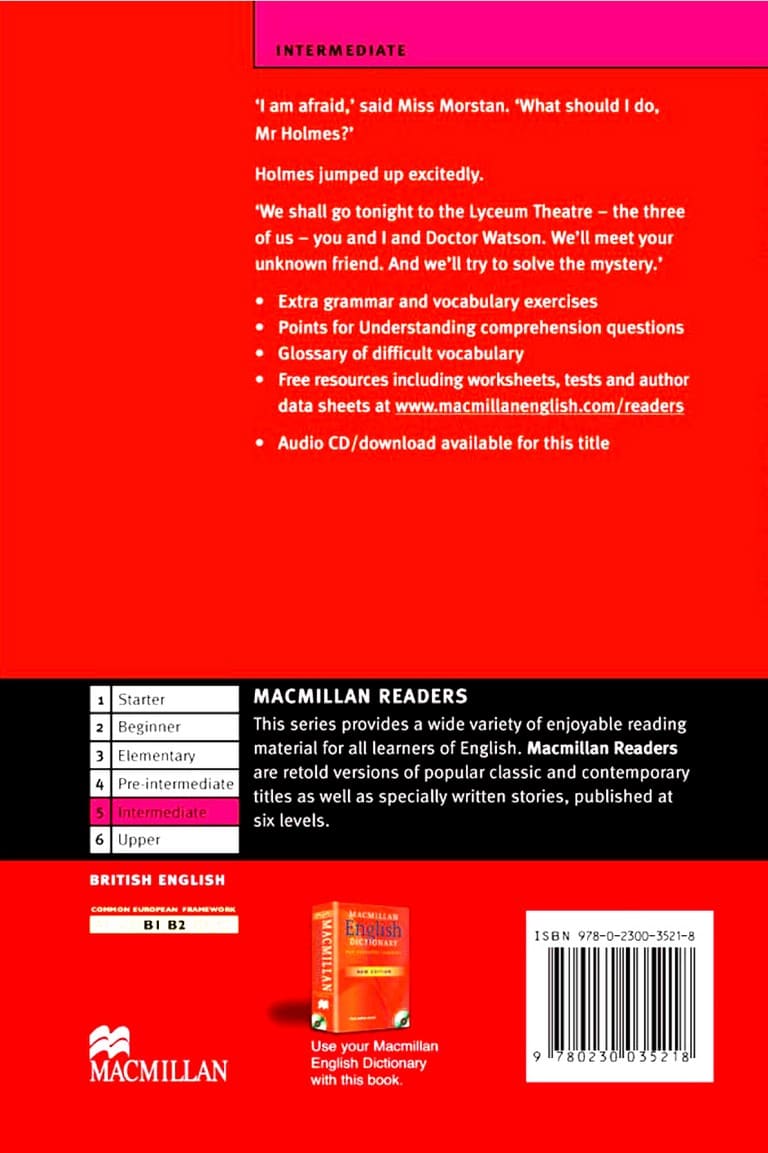 INTERMEDIATE
‘I am afraid,’ said Miss Morstan. ‘What should I do,
Mr Holmes?’
Holmes jumped up excitedly.
‘We shall go tonight to the Lyceum Theatre – the three
of us – you and I and Doctor Watson. We’ll meet your
unknown friend. And we’ll try to solve the mystery.’
• Extra grammar and vocabulary exercises
• Points for Understanding comprehension questions
• Glossary of difficult vocabulary
• Free resources including worksheets, tests and author
data sheets at www.macmillanenglish.com/readers
• Audio CD/download available for this title
1 Starter
2 Beginner
3 Elementary
4 Pre-intermediate
5 Intermediate
6 Upper
MACMILLAN READERS
This series provides a wide variety of enjoyable reading
material for all learners of English. Macmillan Readers
are retold versions of popular classic and contemporary
titles as well as specially written stories, published at
six levels.
BRITISH ENGLISH
COMMON EUROPEAN FRAMEWORK
B1 B2
MACMILLAN
MACMILLAN
English
DICTIONARY
NEW EDITION
Use your Macmillan
English Dictionary
with this book.
MACMILLAN
ISBN 978-0-2300-3521-8
9 780230 035218